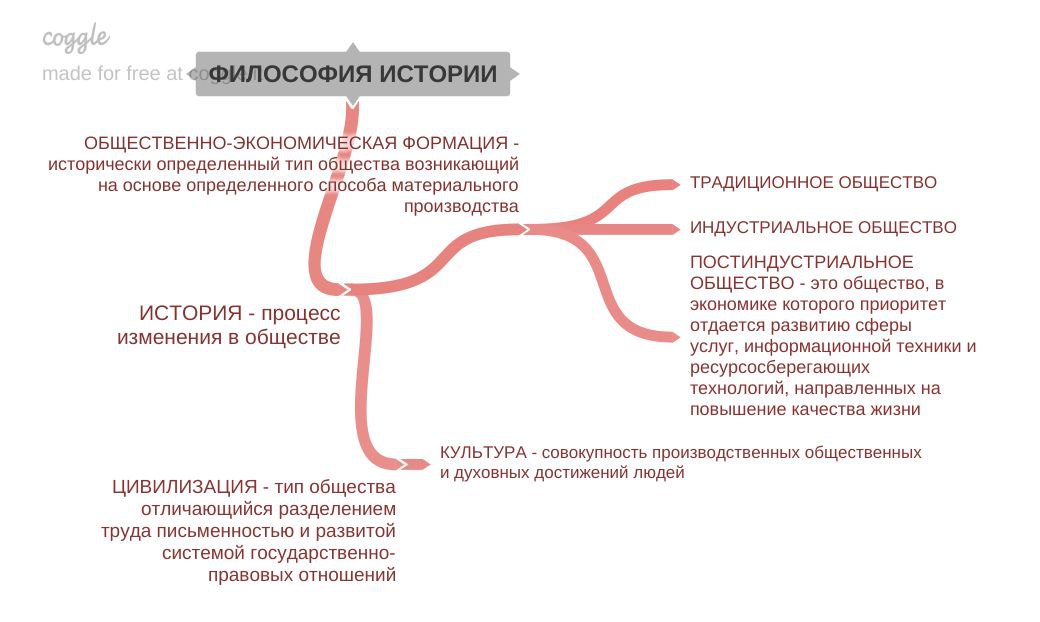 coggle
made for free at coggle.it
ФИЛОСОФИЯ ИСТОРИИ
ОБЩЕСТВЕННО-ЭКОНОМИЧЕСКАЯ ФОРМАЦИЯ -
исторически определенный тип общества возникающий
на основе определенного способа материального
производства
ТРАДИЦИОННОЕ ОБЩЕСТВО
ИНДУСТРИАЛЬНОЕ ОБЩЕСТВО
ПОСТИНДУСТРИАЛЬНОЕ
ОБЩЕСТВО - это общество, в
экономике которого приоритет
отдается развитию сферы
услуг, информационной техники и
ресурсосберегающих
технологий, направленных на
повышение качества жизни
ИСТОРИЯ - процесс
изменения в обществе
КУЛЬТУРА - совокупность производственных общественных
и духовных достижений людей
ЦИВИЛИЗАЦИЯ - тип общества
отличающийся разделением
труда письменностью и развитой
системой государственно-
правовых отношений